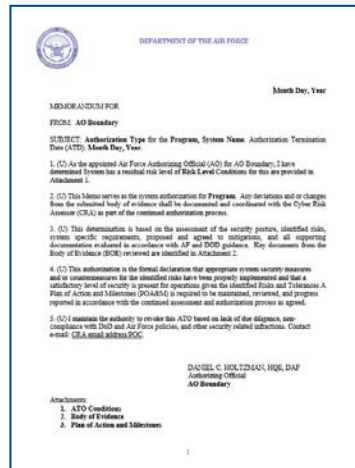 DEPARTMENT OF THE AIR FORCE
Month Day, Year
MEMORANDUM FOR
FROM: AO Boundary
SUBJECT: Authorization Type for the Program, System Name. Authorization Termination
Date (ATD): Month Day, Year.
1. (U) As the appointed Air Force Authorizing Official (AO) for AO Boundary, I have
determined System has a residual risk level of Risk Level Conditions for this are provided in
Attachment 1.
2. (U) This Memo serves as the system authorization for Program. Any deviations and or changes
from the submitted body of evidence shall be documented and coordinated with the Cyber Risk
Assessor (CRA) as part of the continued authorization process.
3. (U) This determination is based on the assessment of the security posture, identified risks,
system specific requirements, proposed and agreed to mitigations, and all supporting
documentation evaluated in accordance with AF and DOD guidance. Key documents from the
Body of Evidence (BOE) reviewed are identified in Attachment 2.
4. (U) This authorization is the formal declaration that appropriate system security measures
and/or countermeasures for the identified risks have been properly implemented and that a
satisfactory level of security is present for operations given the identified Risks and Tolerances A
Plan of Action and Milestones (POA&M) is required to be maintained, reviewed, and progress
reported in accordance with the continued assessment and authorization process as agreed.
5. (U) I maintain the authority to revoke this ATO based on lack of due diligence, non-
compliance with DoD and Air Force policies, and other security related infractions. Contact
e-mail: CRA email address POC.
DANIEL C. HOLTZMAN, HQE, DAF
Authorizing Official
AO Boundary
Attachments:
1. ATO Conditions
2. Body of Evidence
3. Plan of Action and Milestones
1